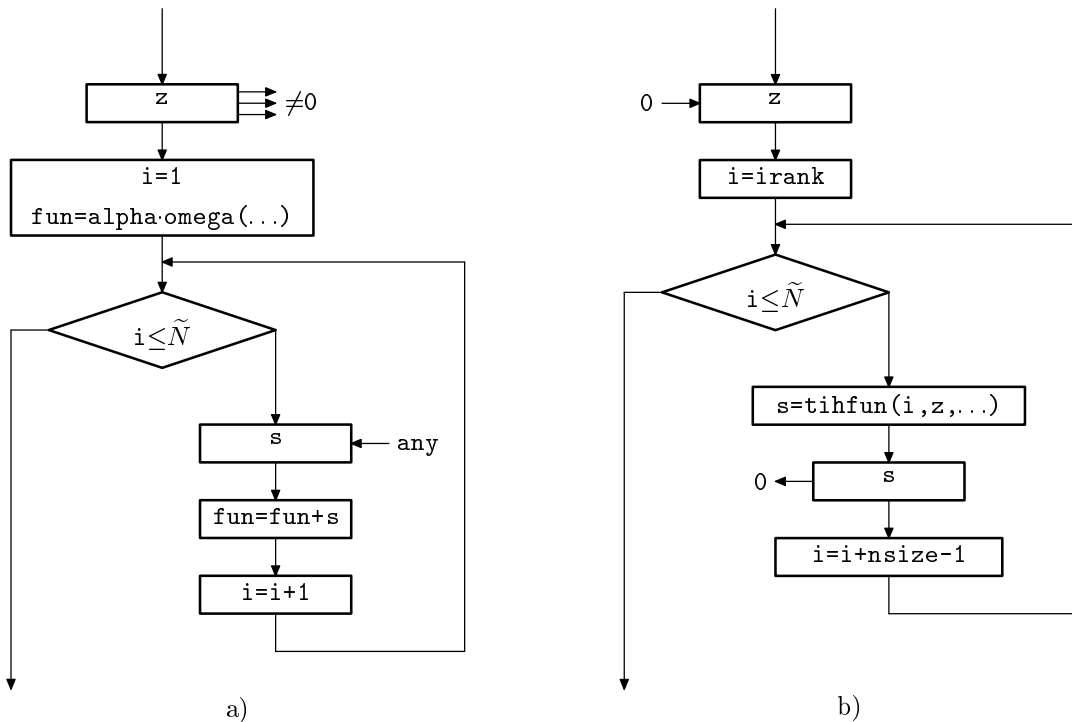 z
≠0
i=1
fun=alpha·omega(...)
i≤Ñ
s
any
fun=fun+s
i=i+1
a)
0
z
i=irank
i≤Ñ
s=tihfun(i,z,...)
0
s
i=i+nsize-1
b)